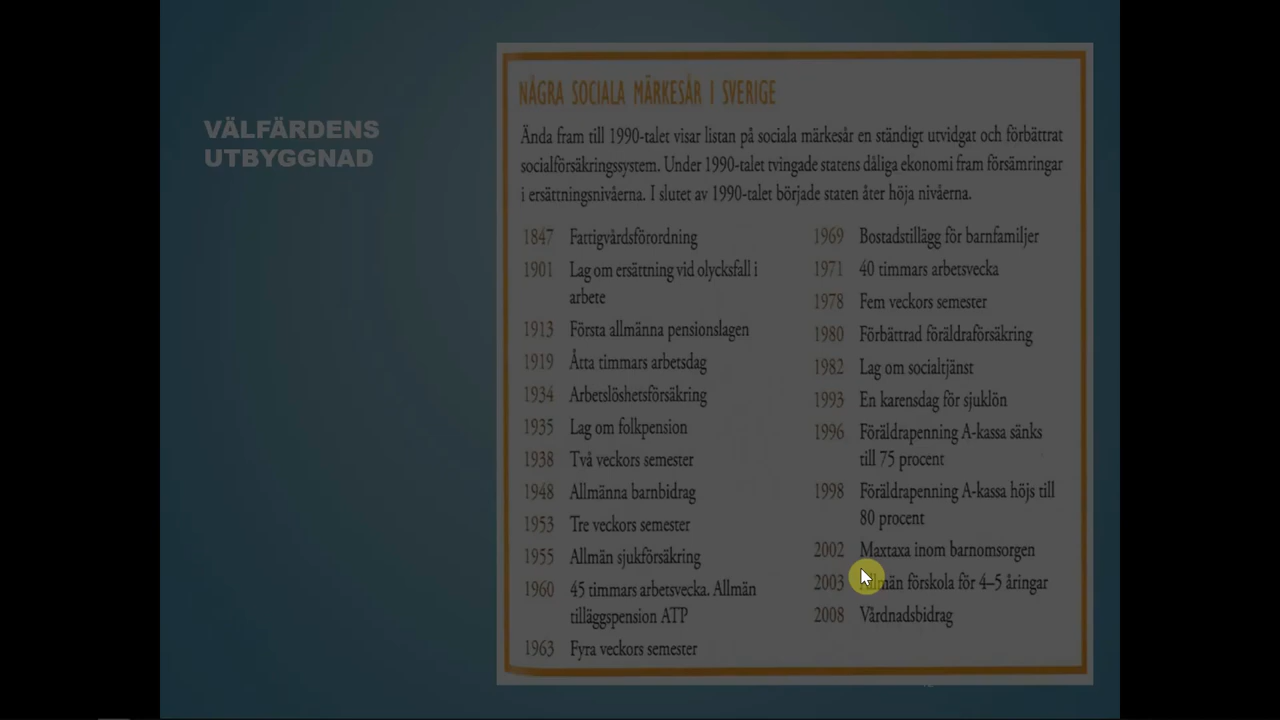 VÄLFÄRDENS
UTBYGGNAD
NÅGRA SOCIALA MÄRKESÅR I SVERIGE
Ända fram till 1990-talet visar listan på sociala märkesår en ständigt utvidgat och förbättrat
socialförsäkringssystem. Under 1990-talet tvingade statens dåliga ekonomi fram försämringar
i ersättningsnivåerna. I slutet av 1990-talet började staten åter höja nivåerna.
1847 Fattigvårdsförordning
1901 Lag om ersättning vid olycksfall i
arbete
1913 Första allmänna pensionslagen
1919 Åtta timmars arbetsdag
1934 Arbetslöshetsförsäkring
1935 Lag om folkpension
1938 Två veckors semester
1948 Allmänna barnbidrag
1953 Tre veckors semester
1955 Allmän sjukförsäkring
1960 45 timmars arbetsvecka. Allmän
tilläggspension ATP
1963 Fyra veckors semester
1969 Bostadstillägg för barnfamiljer
1971 40 timmars arbetsvecka
1978 Fem veckors semester
1980 Förbättrad föräldraförsäkring
1982 Lag om socialtjänst
1993 En karensdag för sjuklön
1996 Föräldrapenning A-kassa sänks
till 75 procent
1998 Föräldrapenning A-kassa höjs till
80 procent
2002 Maxtaxa inom barnomsorgen
2003 Allmän förskola för 4–5 åringar
2008 Vårdnadsbidrag